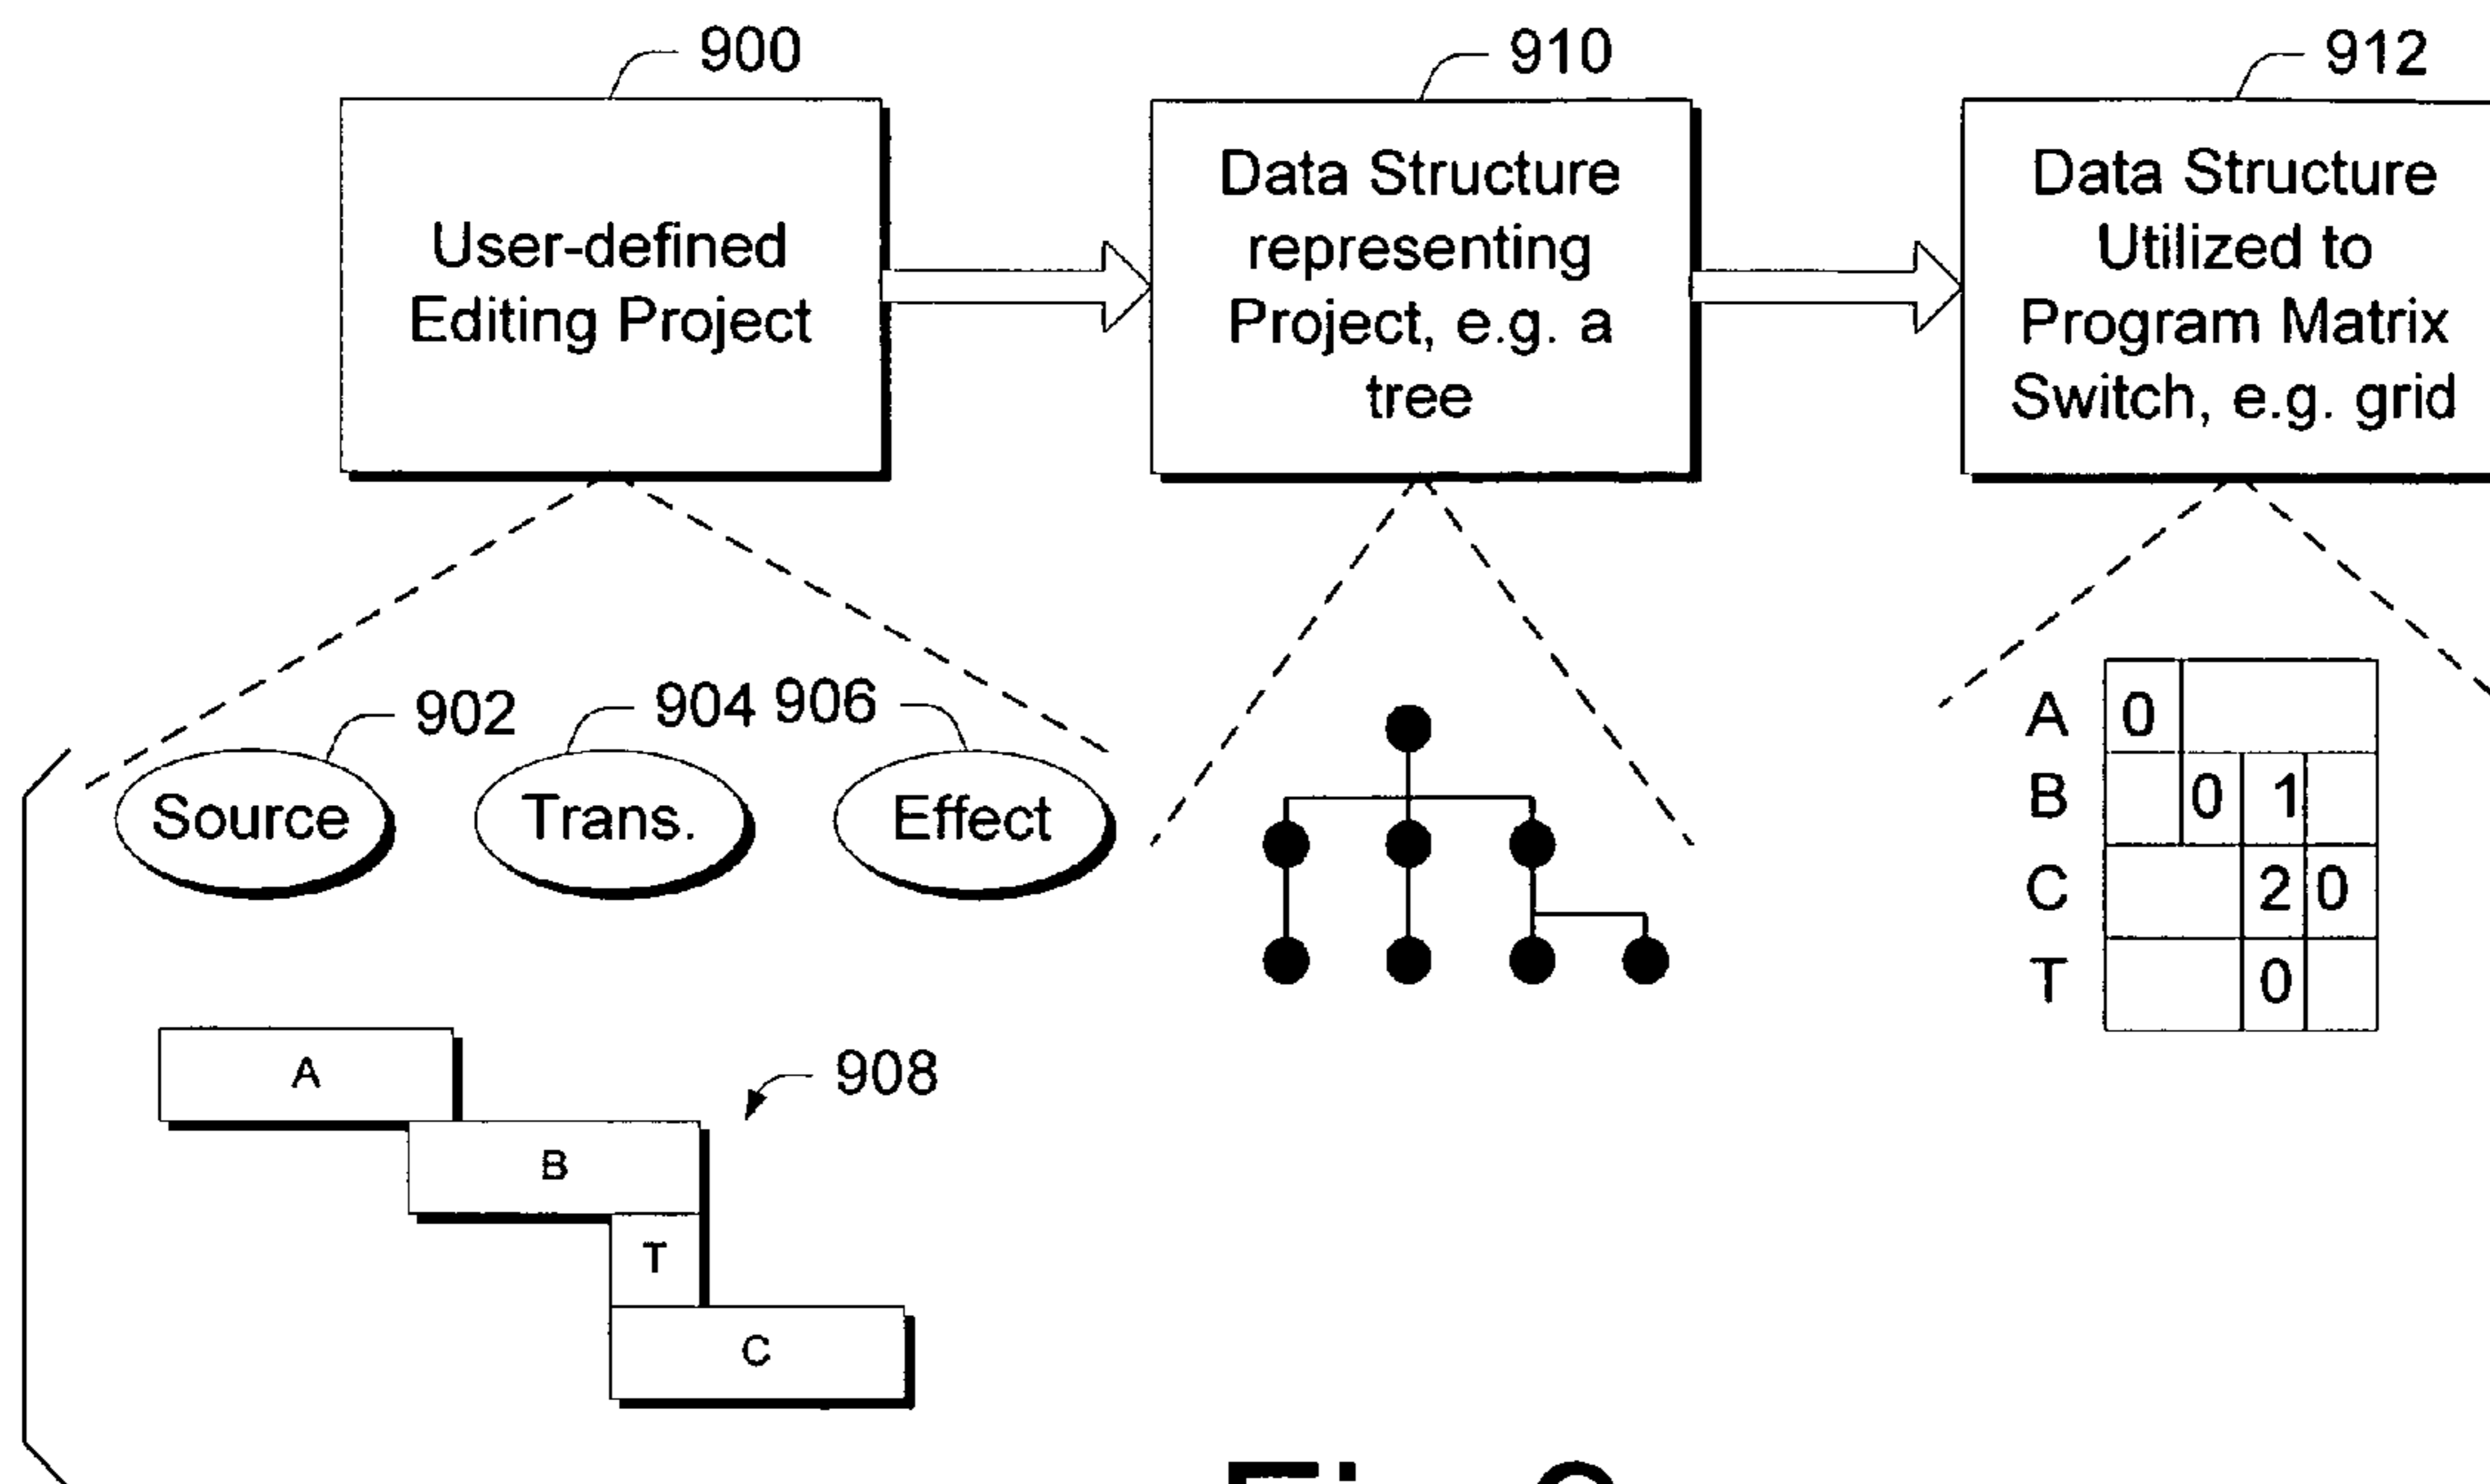 900
910
912
User-defined
Editing Project
Data Structure
representing
Project, e.g. a
tree
Data Structure
Utilized to
Program Matrix
Switch, e.g. grid
902
904
906
Source
Trans.
Effect
A 0
B 0 1
C 2 0
T 0
908
A
B
T
C